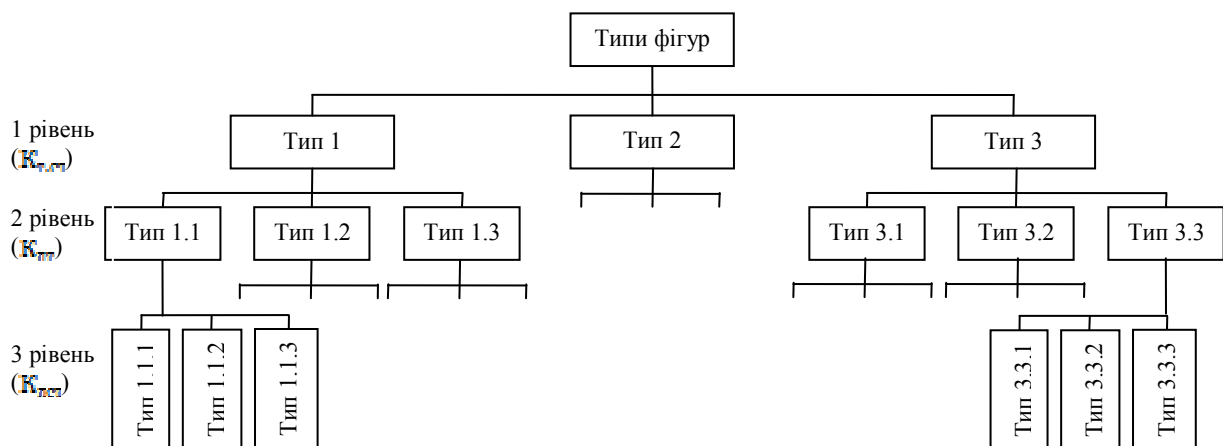 Типи фігур
1 рівень
Тип 1
Тип 2
Тип 3
2 рівень
Тип 1.1
Тип 1.2
Тип 1.3
Тип 3.1
Тип 3.2
Тип 3.3
3 рівень
Тип 1.1.1
Тип 1.1.2
Тип 1.1.3
Тип 3.3.1
Тип 3.3.2
Тип 3.3.3